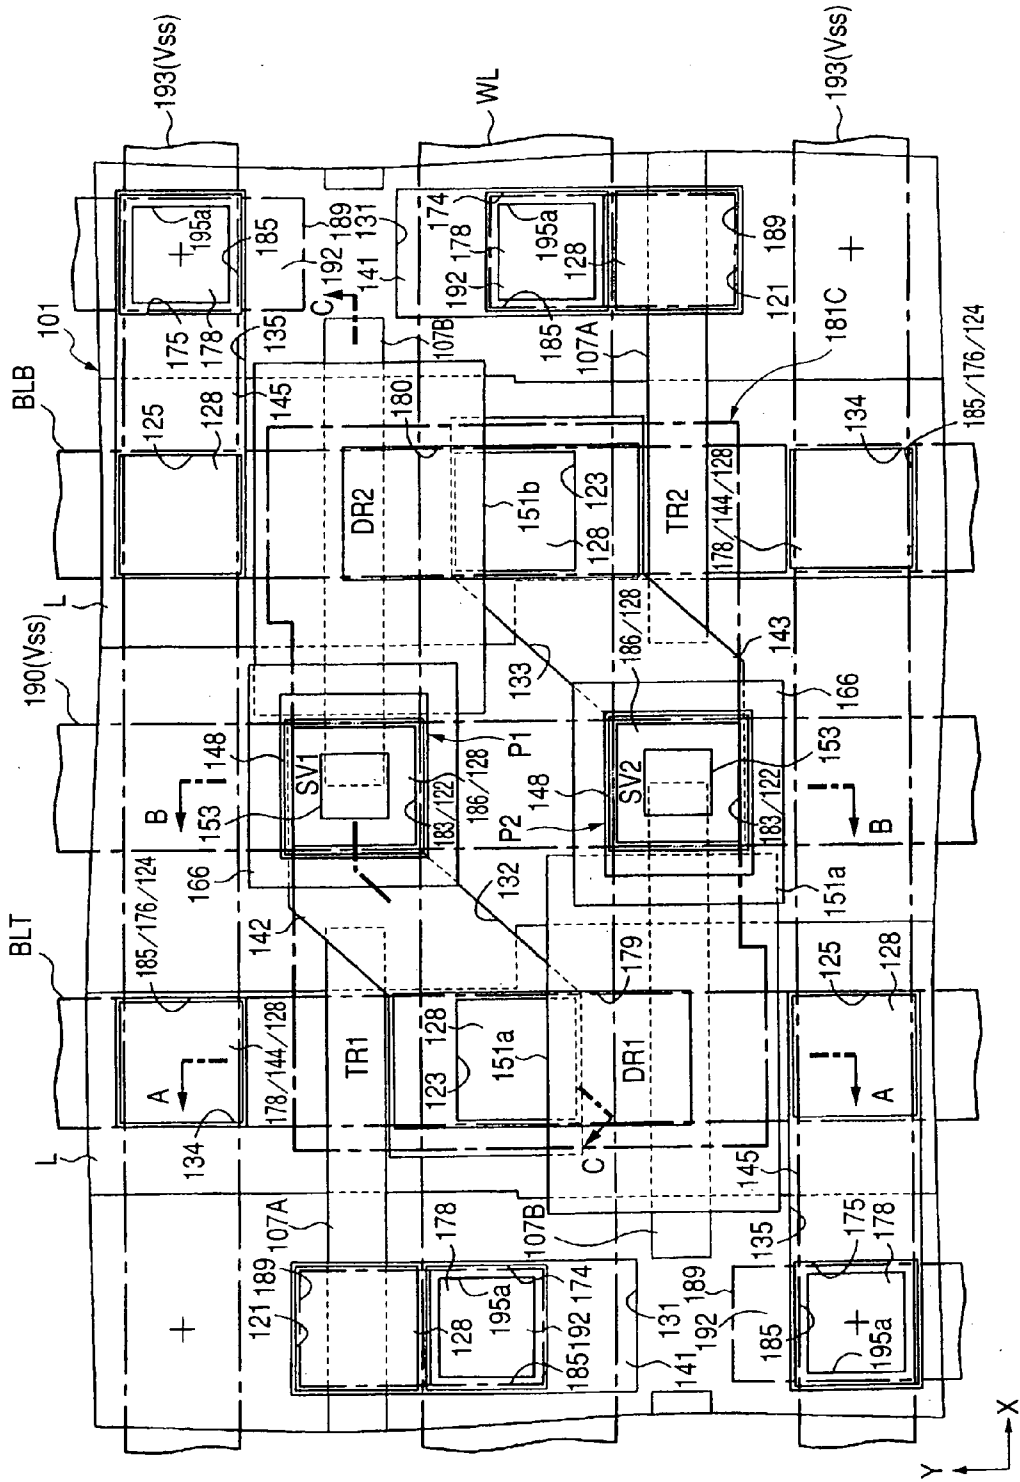 193(Vss)
WL
193(Vss)
101
BLB
L
190(Vss)
BLT
L
195a
175
178
185
192
189
135
131
141
C
107B
174
195a
178
192
185
128
107A
121
189
181C
125
128
145
180
DR2
151b
123
128
TR2
178/144/128
134
185/176/124
133
186/128
143
148
SV1
P1
B
153
183/122
186/128
166
148
SV2
P2
183/122
153
166
B
151a
142
132
185/176/124
A
134
178/144/128
TR1
123
128
151a
179
DR1
125
128
A
C
145
107A
107B
135
189
121
128
178
195a
192
185
174
131
141
189
192
185
175
178
195a
Y
X